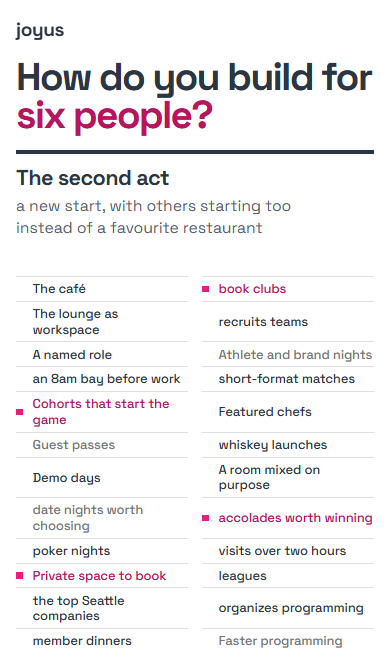 joyus
How do you build for
six people?
The second act
a new start, with others starting too
instead of a favourite restaurant
The café
The lounge as
workspace
A named role
an 8am bay before work
Cohorts that start the
game
Guest passes
Demo days
date nights worth
choosing
poker nights
Private space to book
the top Seattle
companies
member dinners
book clubs
recruits teams
Athlete and brand nights
short-format matches
Featured chefs
whiskey launches
A room mixed on
purpose
accolades worth winning
visits over two hours
leagues
organizes programming
Faster programming